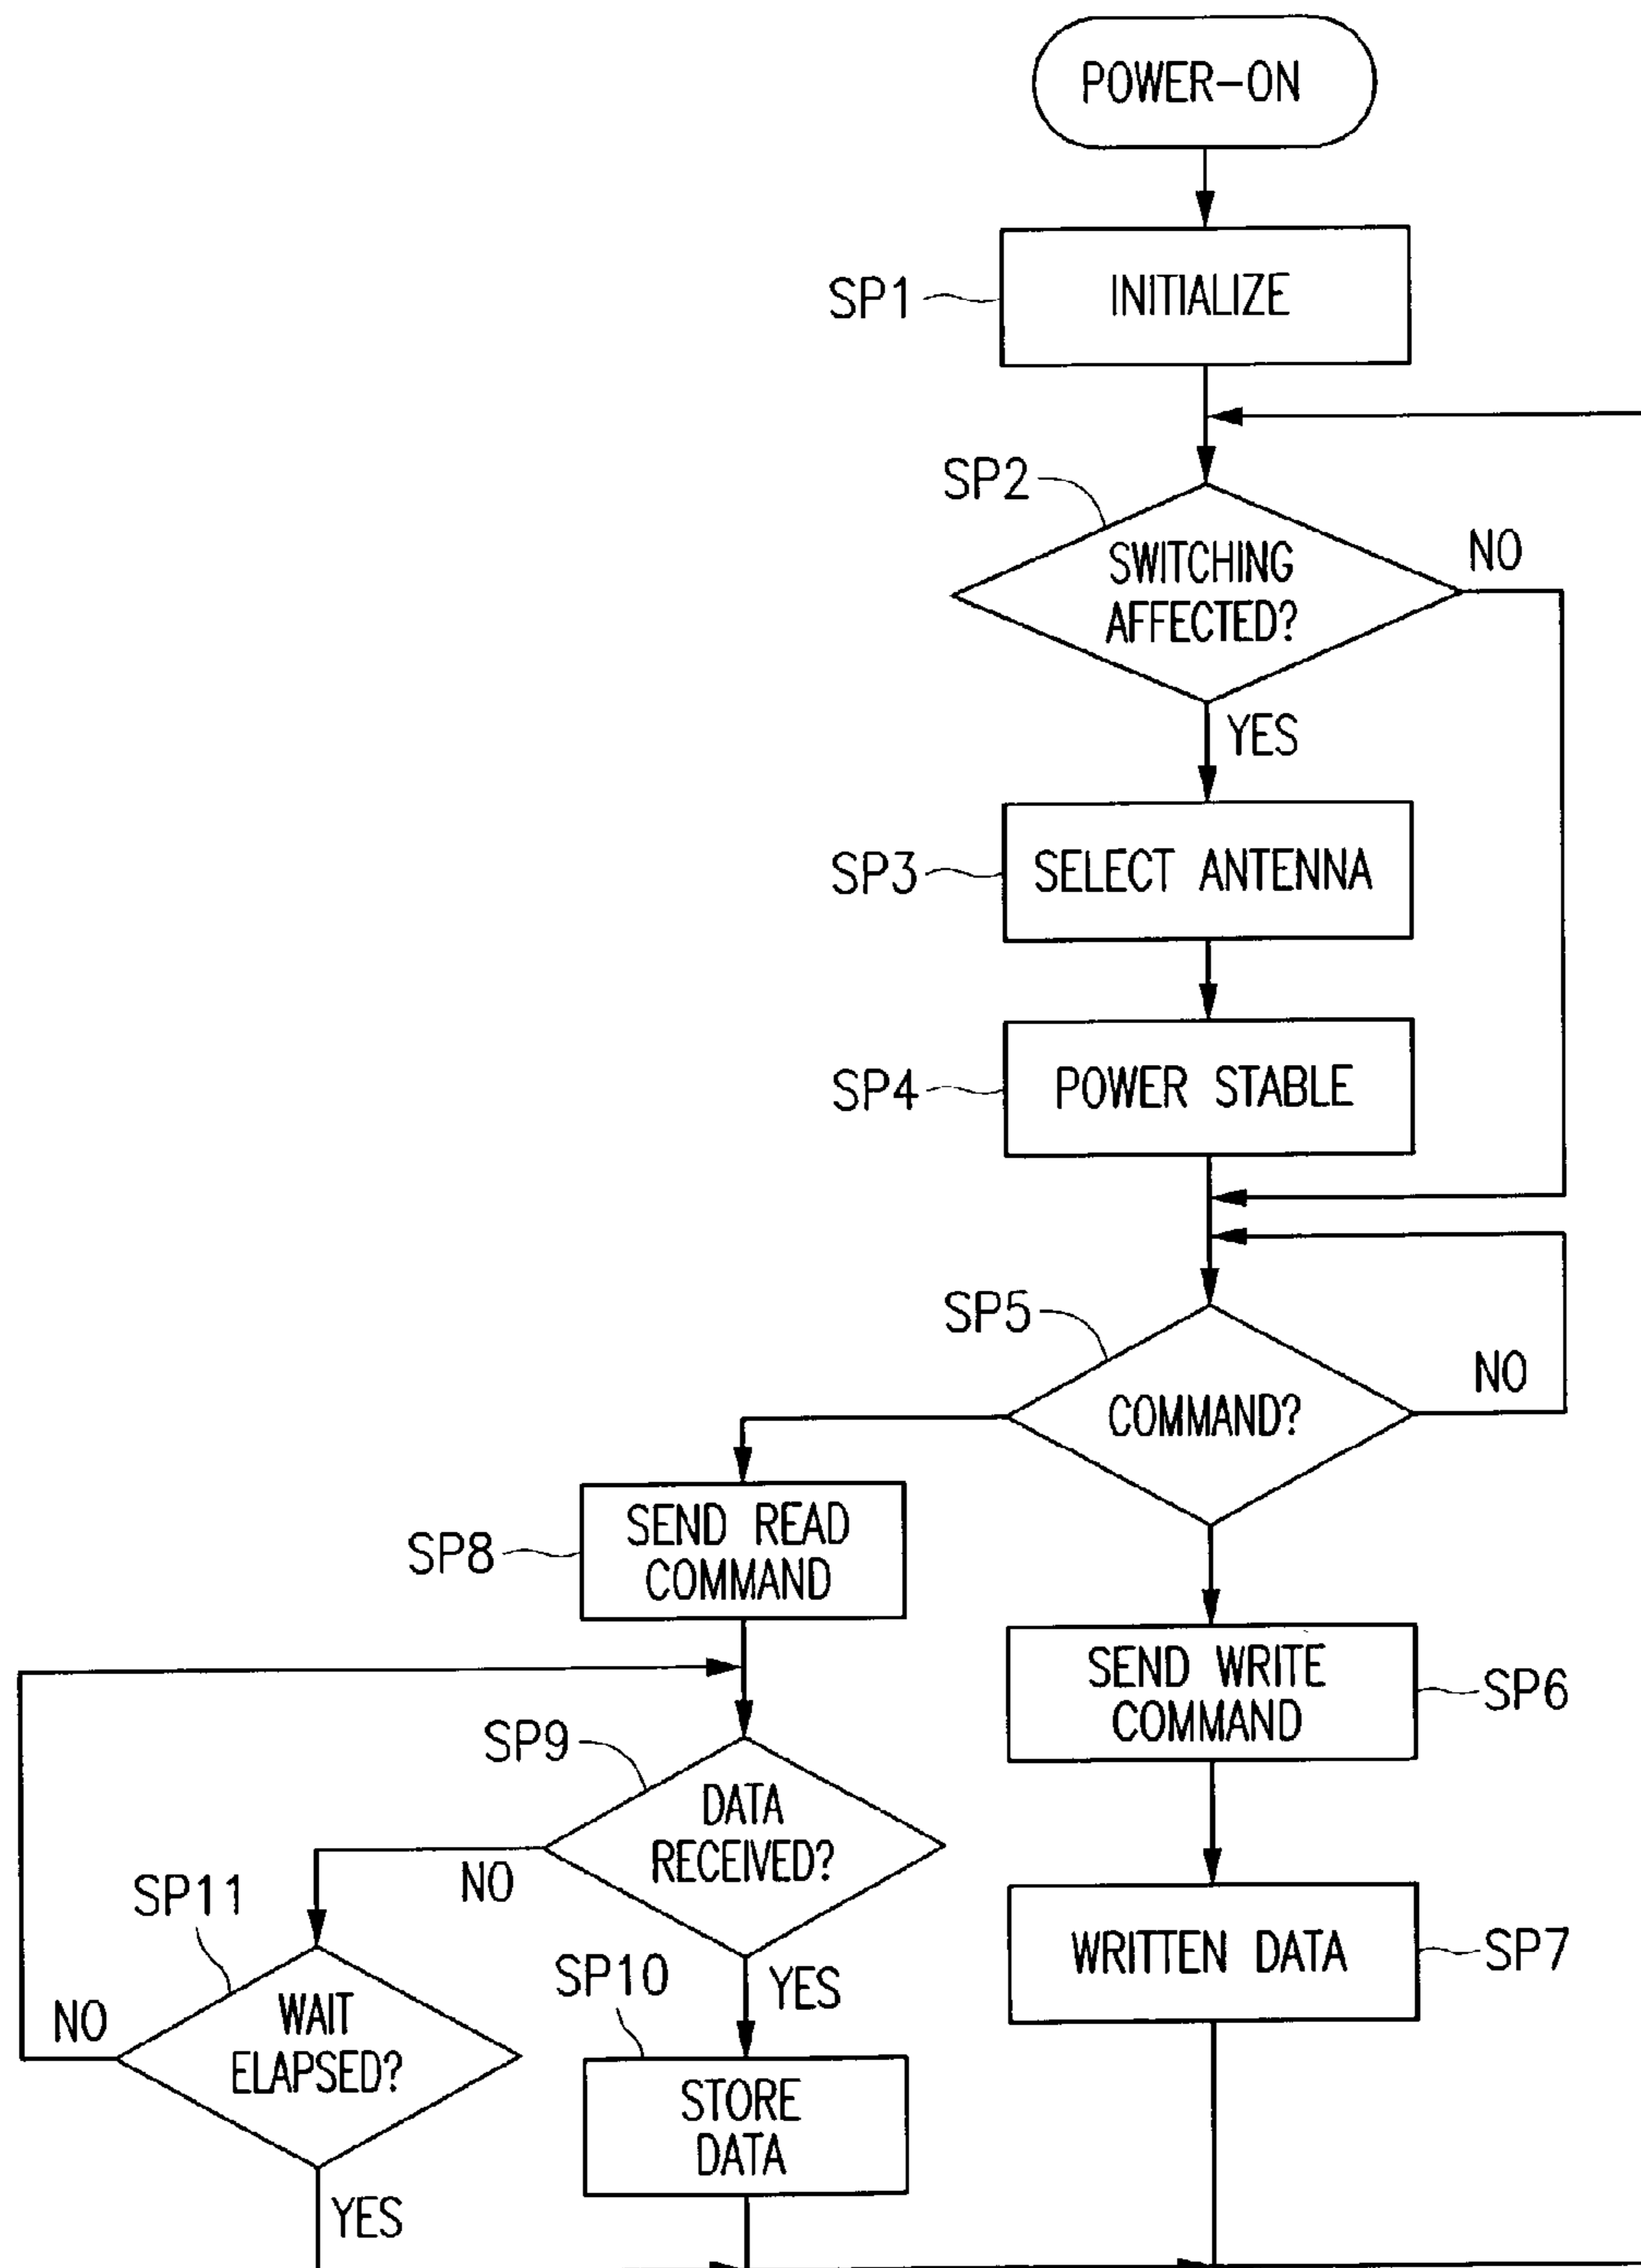 POWER-ON
SP1
INITIALIZE
SP2
SWITCHING
AFFECTED?
NO
YES
SP3
SELECT ANTENNA
SP4
POWER STABLE
SP5
COMMAND?
NO
SP8
SEND READ
COMMAND
SEND WRITE
COMMAND
SP6
SP9
DATA
RECEIVED?
NO
YES
SP11
WAIT
ELAPSED?
NO
YES
SP10
STORE
DATA
WRITTEN DATA
SP7